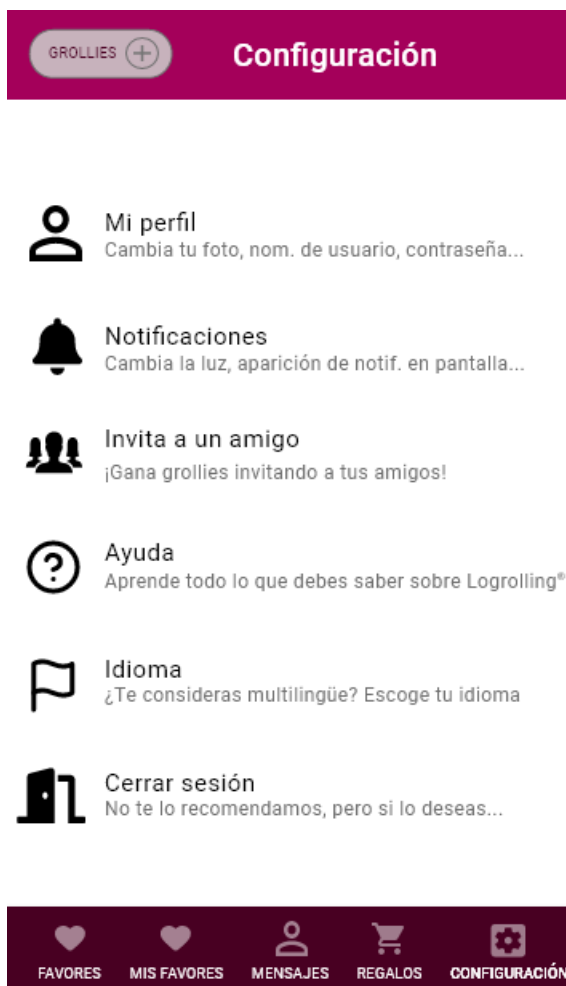 GROLLIES
Configuración
Mi perfil
Cambia tu foto, nom. de usuario, contraseña...
Notificaciones
Cambia la luz, aparición de notif. en pantalla...
Invita a un amigo
¡Gana grollies invitando a tus amigos!
Ayuda
Aprende todo lo que debes saber sobre Logrolling®
Idioma
¿Te consideras multilingüe? Escoge tu idioma
Cerrar sesión
No te lo recomendamos, pero si lo deseas...
FAVORES MIS FAVORES MENSAJES REGALOS CONFIGURACIÓN